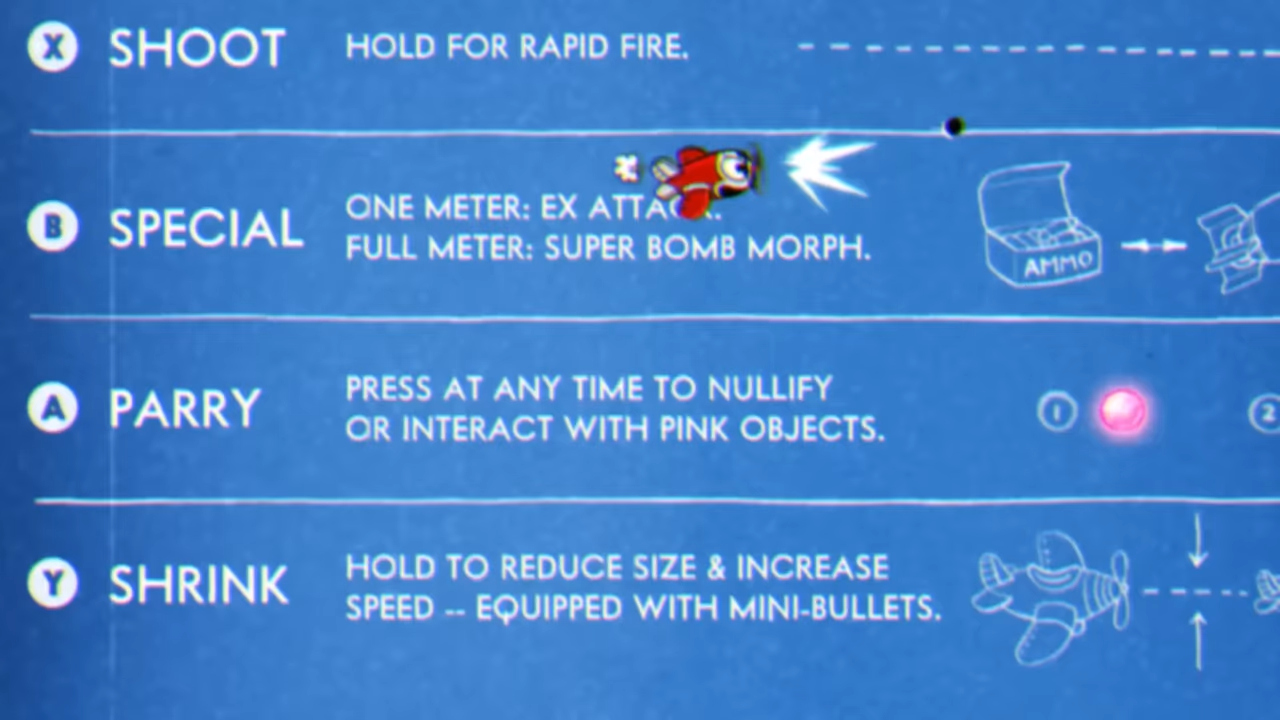 X SHOOT HOLD FOR RAPID FIRE.
B SPECIAL ONE METER: EX ATTACK.
FULL METER: SUPER BOMB MORPH.
AMMO
A PARRY PRESS AT ANY TIME TO NULLIFY
OR INTERACT WITH PINK OBJECTS.
1 2
Y SHRINK HOLD TO REDUCE SIZE & INCREASE
SPEED -- EQUIPPED WITH MINI-BULLETS.